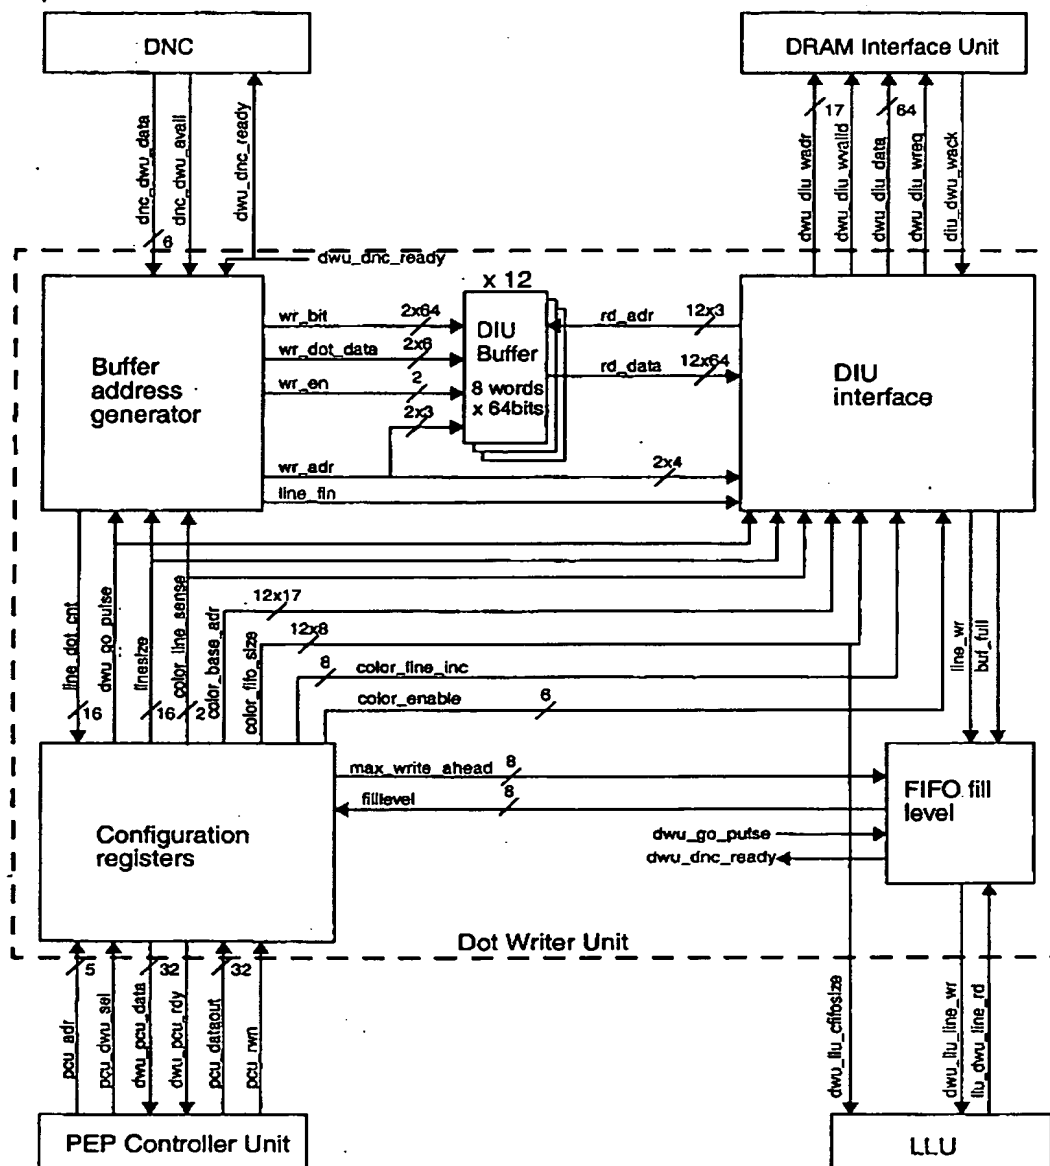 DNC
DRAM Interface Unit
dnc_dwu_data
dnc_dwu_avail
dwu_dnc_ready
6
dwu_diu_wadr
17
dwu_diu_wvalid
dwu_diu_data
64
dwu_diu_wreq
diu_dwu_wack
dwu_dnc_ready
x 12
Buffer
address
generator
wr_bit
2x64
wr_dot_data
2x6
wr_en
2
2x3
wr_adr
2x4
line_fin
DIU
Buffer
8 words
x 64bits
rd_adr
12x3
rd_data
12x64
DIU
interface
line_dot_cnt
16
dwu_go_pulse
linesize
16
color_line_sense
2
color_base_adr
12x17
color_fifo_size
12x8
8
color_line_inc
color_enable
6
line_wr
buf_full
Configuration
registers
max_write_ahead
8
filllevel
8
FIFO fill
level
dwu_go_pulse
dwu_dnc_ready
Dot Writer Unit
pcu_adr
5
pcu_dwu_sel
dwu_pcu_data
32
dwu_pcu_rdy
pcu_dataout
32
pcu_rwn
dwu_llu_cfifosize
dwu_llu_line_wr
llu_dwu_line_rd
PEP Controller Unit
LLU